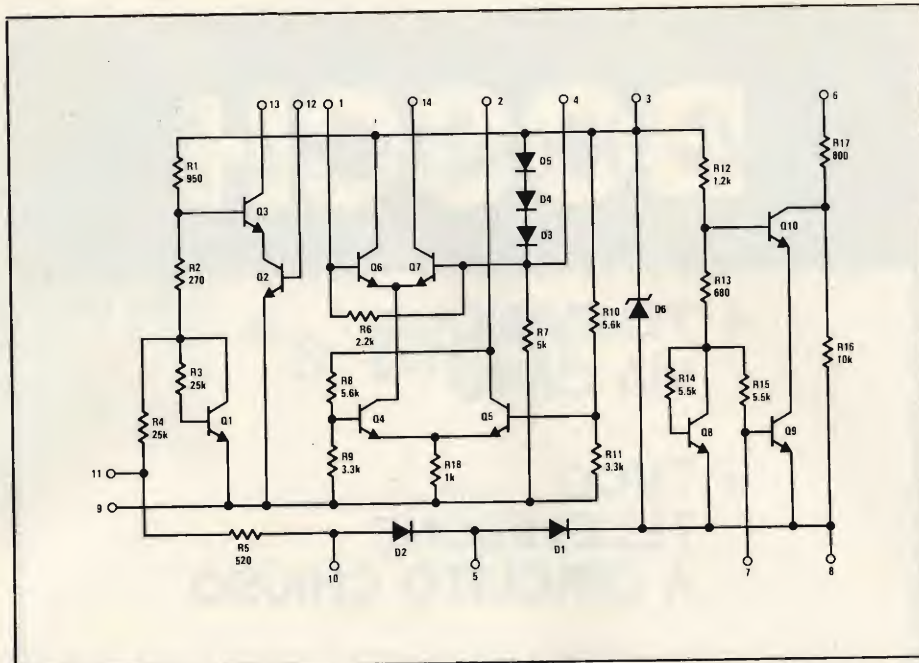 13 12 1 14 2 4 3 6
R1
950
R17
800
D5
R12
1.2k
D4
Q3
D3
Q10
Q2
Q6
Q7
R2
270
R13
680
D6
R10
5.6k
R6
2.2k
R7
5k
R16
10k
R3
25k
R8
5.6k
R14
5.5k
R15
5.5k
R4
25k
Q1
Q4
Q5
Q8
Q9
R9
3.3k
R18
1k
R11
3.3k
11
9
R5
520
D2
D1
10
5
7
8